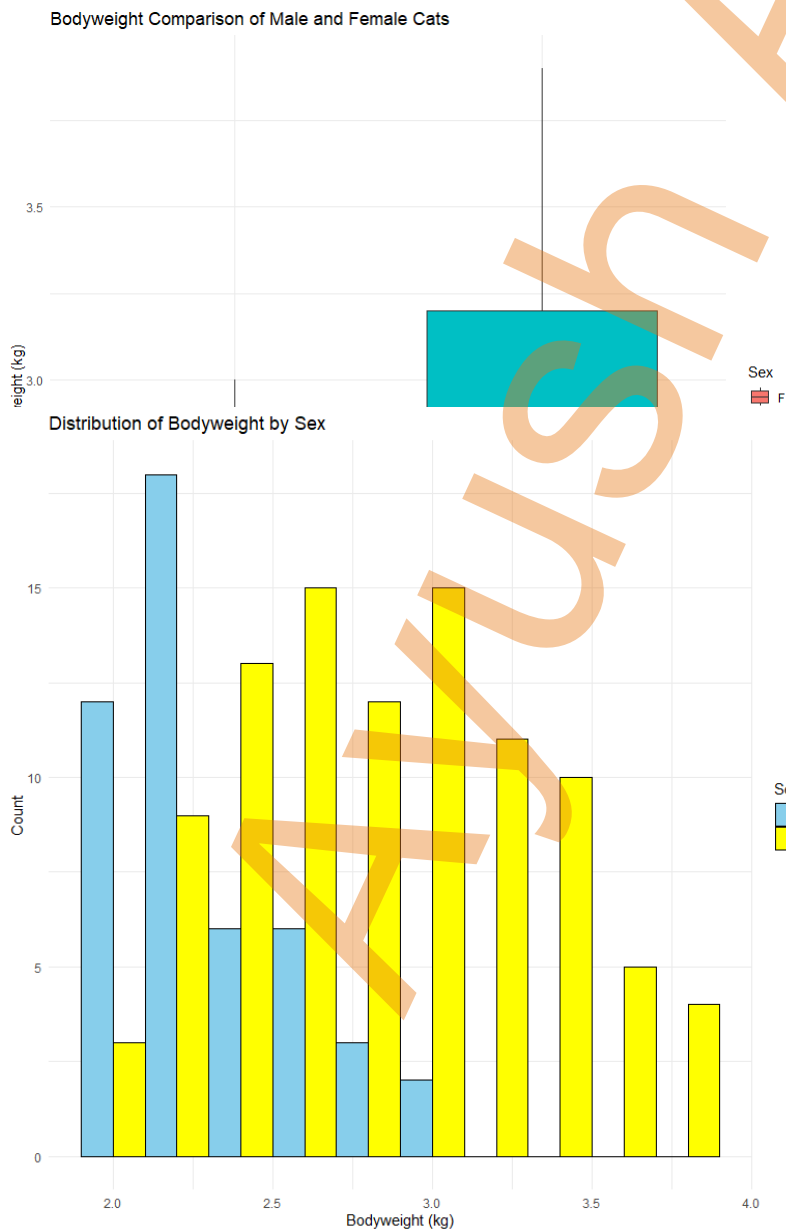 Bodyweight Comparison of Male and Female Cats
3.5
3.0
eight (kg)
Sex
F
Distribution of Bodyweight by Sex
15
10
5
0
Count
2.0 2.5 3.0 3.5 4.0
Bodyweight (kg)
Ayush